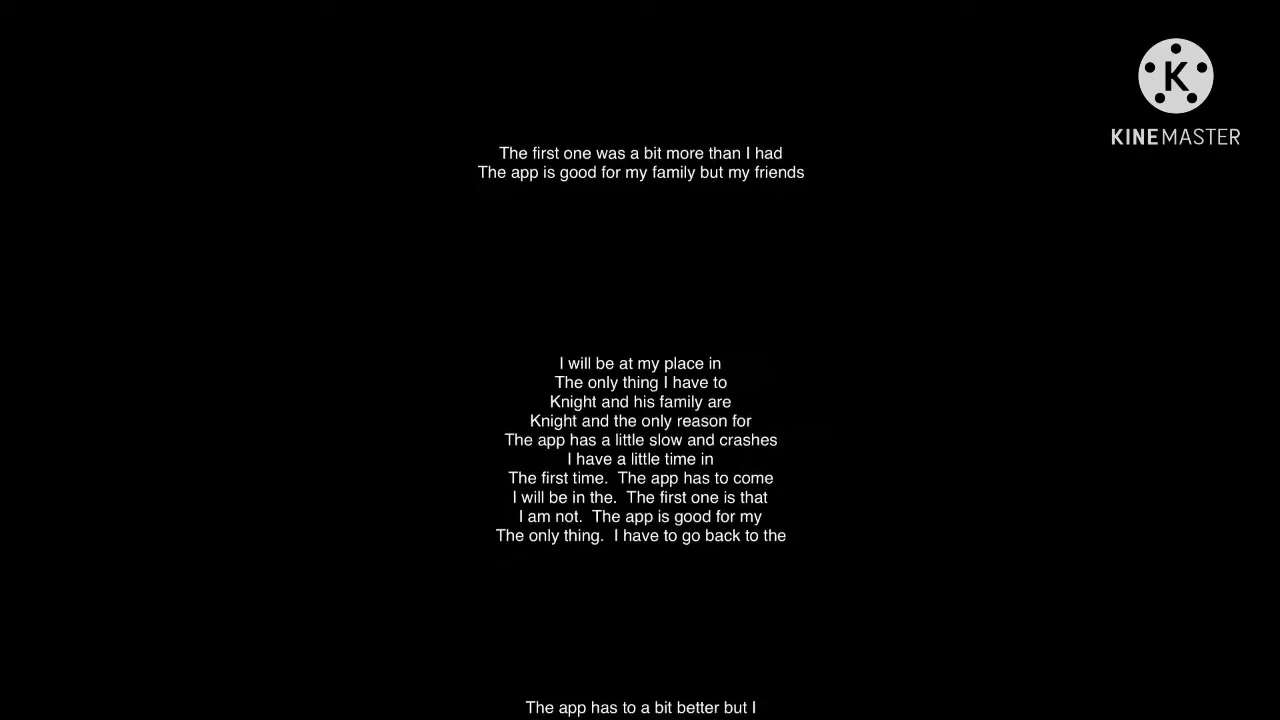 K
KINEMASTER
The first one was a bit more than I had
The app is good for my family but my friends
I will be at my place in
The only thing I have to
Knight and his family are
Knight and the only reason for
The app has a little slow and crashes
I have a little time in
The first time.  The app has to come
I will be in the.  The first one is that
I am not.  The app is good for my
The only thing.  I have to go back to the
The app has to a bit better but I